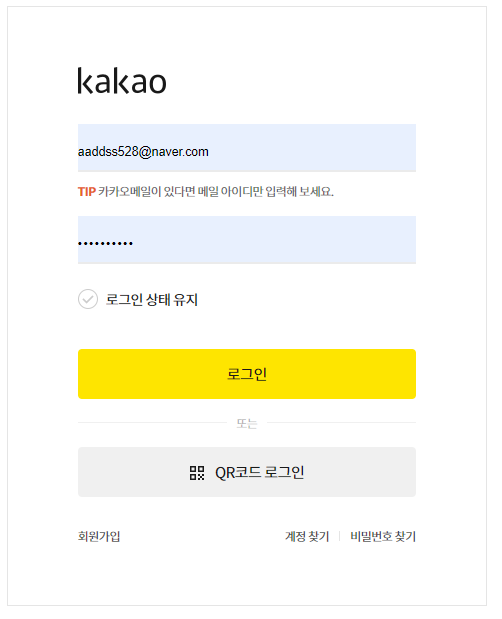 kakao
aaddss528@naver.com
TIP 카카오메일이 있다면 메일 아이디만 입력해 보세요.
••••••••••
로그인 상태 유지
로그인
또는
QR코드 로그인
회원가입 계정 찾기 | 비밀번호 찾기